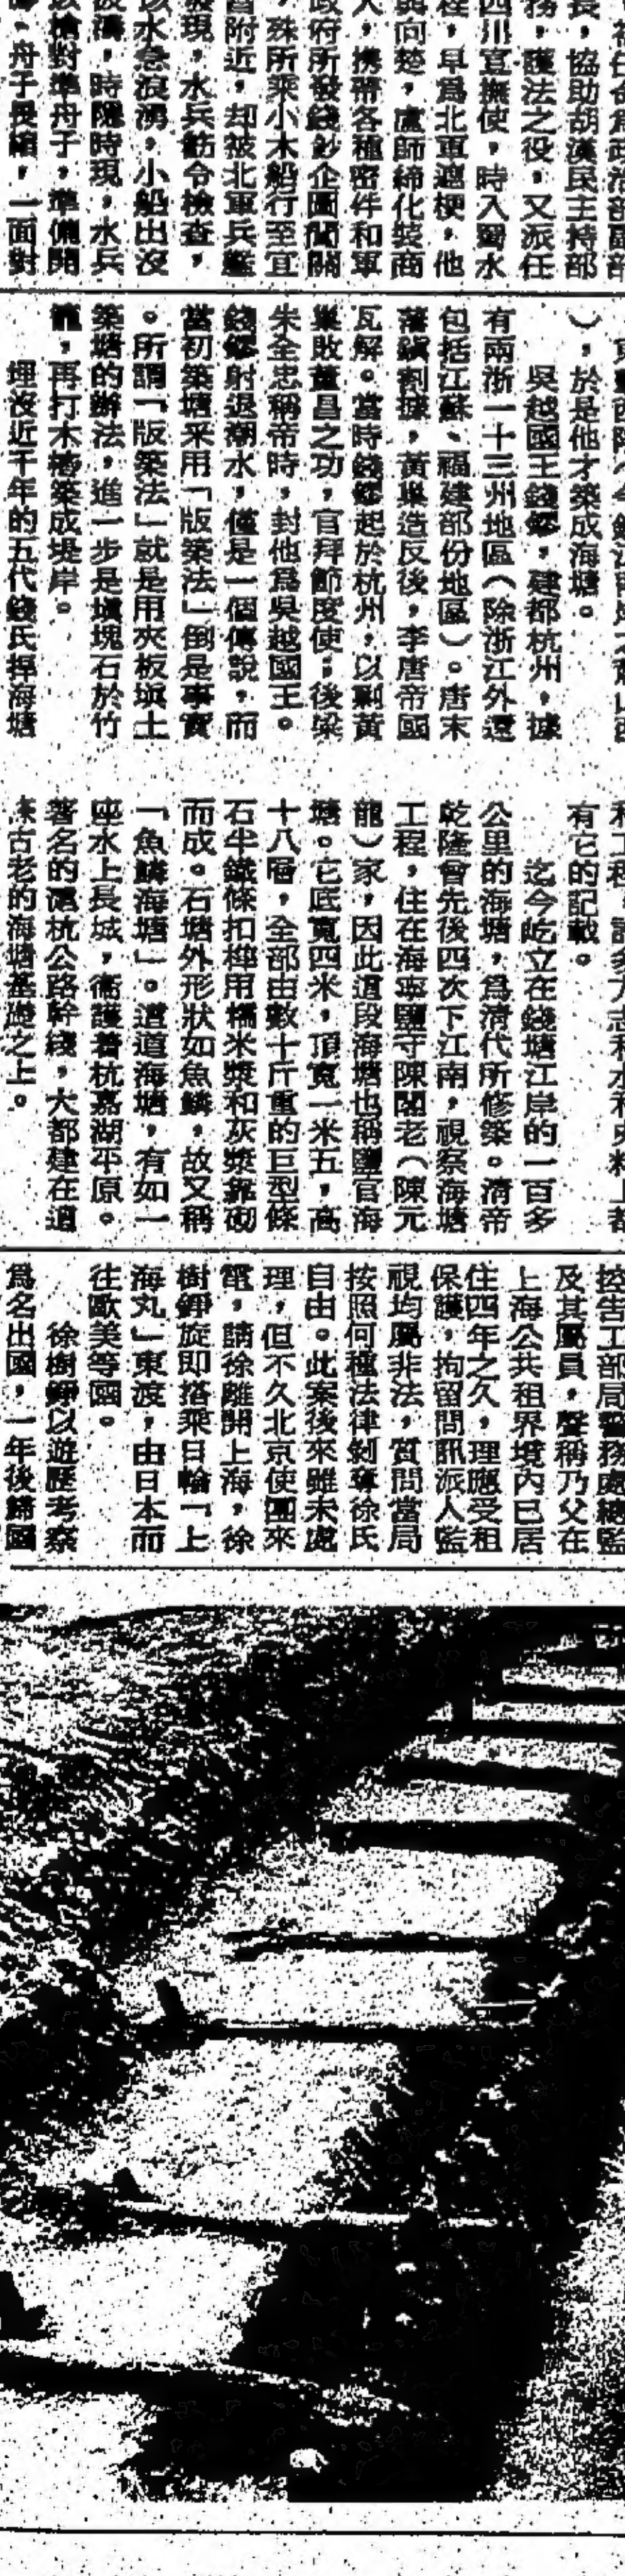 長，協助胡漢民主持部
務，護法之役，又派任
四川宣撫使，時入蜀水
程，早為北軍遮梗，他
與向楚，盧師締化裝商
人，携帶各種密件和軍
政府所發錢鈔企圖闖關
，殊所乘小木船行至宜
昌附近，却被北軍兵艦
發現，水兵飭令檢查，
該水急浪湧，小船出沒
波濤，時隱時現，水兵
以槍對準舟子，準備開
舟子畏縮，一面對
），於是他才築成海塘。
吳越國王錢鏐，建都杭州，據
有兩浙一十三州地區（除浙江外還
包括江蘇、福建部份地區）。唐末
藩鎮割據，黃巢造反後，李唐帝國
瓦解。當時錢鏐起於杭州，以剿黃
巢敗董昌之功，官拜節度使；後梁
朱全忠稱帝時，封他爲吳越國王。
錢鏐射退潮水，僅是一個傳說，而
當初築塘采用「版築法」倒是事實
。所謂「版築法」就是用夾板塡土
築塘的辦法，進一步是塡塊石於竹
籠，再打木樁築成堤岸。
埋沒近千年的五代錢氏捍海塘
和工程，許多方志和水利史料上都
有它的記載。
迄今屹立在錢塘江岸的一百多
公里的海塘，爲清代所修築。清帝
乾隆曾先後四次下江南，視察海塘
工程，住在海寧鹽守陳閣老（陳元
龍）家，因此這段海塘也稱鹽官海
塘。它底寬四米，頂寬一米五，高
十八層，全部由數十斤重的巨型條
石半鐵條扣榫用糯米漿和灰漿靠砌
而成。石塘外形狀如魚鱗，故又稱
「魚鱗海塘」。這道海塘，有如一
座水上長城，衞護着杭嘉湖平原。
著名的滬杭公路幹綫，大都建在這
條古老的海塘基礎之上。
控告工部局警務處總監
及其屬員，聲稱乃父在
上海公共租界境內已居
住四年之久，理應受租
保護，拘留問訊派人監
視均屬非法，質問當局
按照何種法律剝奪徐氏
自由。此案後來雖未處
理，但不久北京使團來
電，請徐離開上海，徐
樹錚旋即搭乘日輪「上
海丸」東渡，由日本而
往歐美等國。
徐樹錚以遊歷考察
爲名出國，一年後歸國